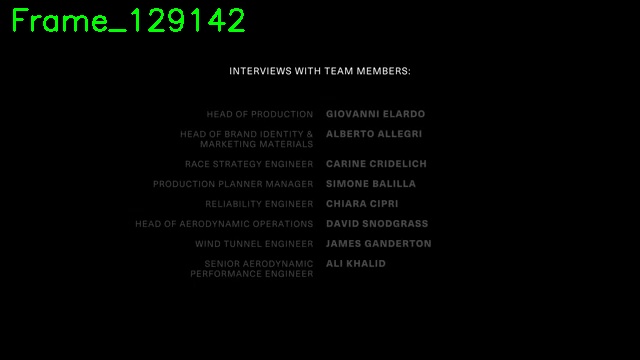 Frame_129142
INTERVIEWS WITH TEAM MEMBERS:
HEAD OF PRODUCTION GIOVANNI ELARDO
HEAD OF BRAND IDENTITY & ALBERTO ALLEGRI
MARKETING MATERIALS
RACE STRATEGY ENGINEER CARINE CRIDELICH
PRODUCTION PLANNER MANAGER SIMONE BALILLA
RELIABILITY ENGINEER CHIARA CIPRI
HEAD OF AERODYNAMIC OPERATIONS DAVID SNODGRASS
WIND TUNNEL ENGINEER JAMES GANDERTON
SENIOR AERODYNAMIC ALI KHALID
PERFORMANCE ENGINEER